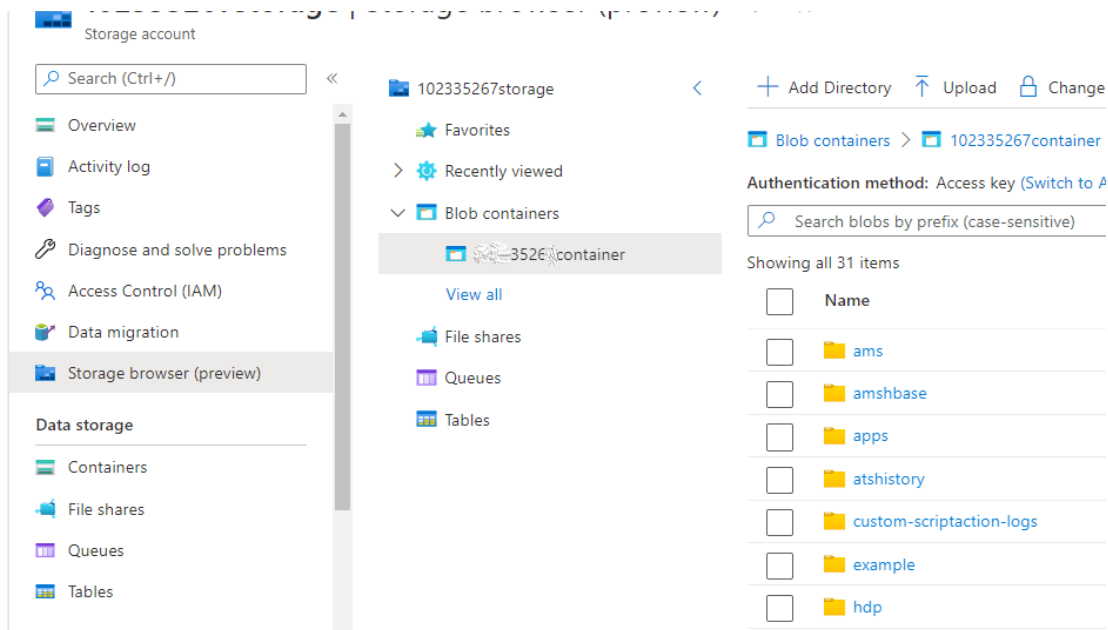 Storage account
Search (Ctrl+/)
«
Overview
Activity log
Tags
Diagnose and solve problems
Access Control (IAM)
Data migration
Storage browser (preview)
Data storage
Containers
File shares
Queues
Tables
102335267storage
Favorites
Recently viewed
Blob containers
container
View all
File shares
Queues
Tables
Add Directory Upload Change
Blob containers > 102335267container
Authentication method: Access key (Switch to A
Search blobs by prefix (case-sensitive)
Showing all 31 items
Name
ams
amshbase
apps
atshistory
custom-scriptaction-logs
example
hdp